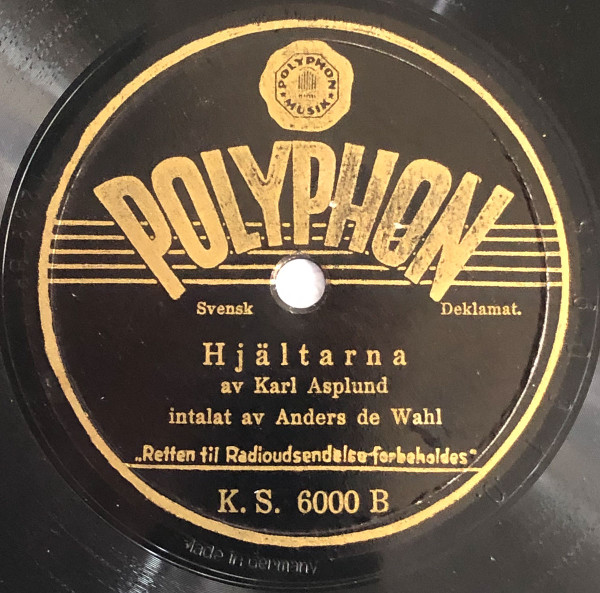 POLYPHON
MUSIK
POLYPHON
Svensk Deklamat.
Hjältarna
av Karl Asplund
intalat av Anders de Wahl
„Retten til Radioudsendelse forbeholdes“
K. S. 6000 B
Made in Germany